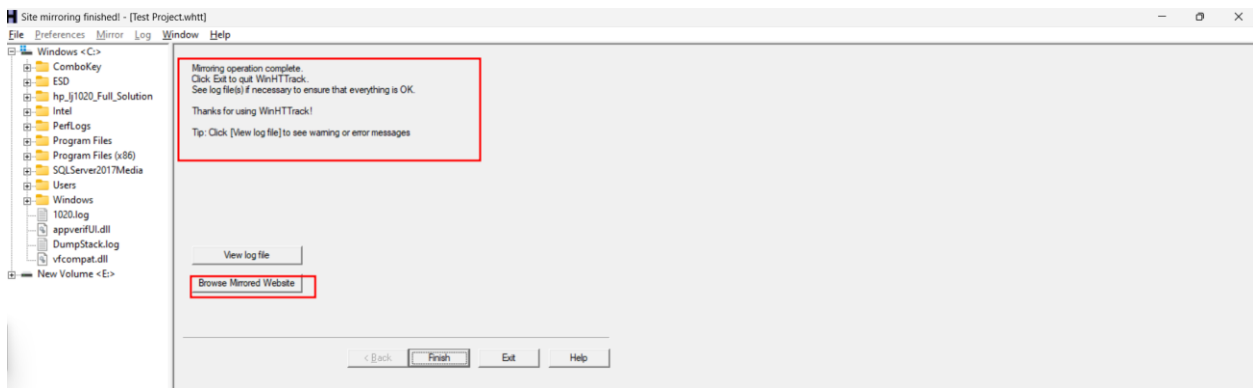 Site mirroring finished! - [Test Project.whtt]
File Preferences Mirror Log Window Help
Windows <C:>
ComboKey
ESD
hp_lj1020_Full_Solution
Intel
PerfLogs
Program Files
Program Files (x86)
SQLServer2017Media
Users
Windows
1020.log
appverifUI.dll
DumpStack.log
vfcompat.dll
New Volume <E:>
Mirroring operation complete.
Click Exit to quit WinHTTrack.
See log file(s) if necessary to ensure that everything is OK.
Thanks for using WinHTTrack!
Tip: Click [View log file] to see warning or error messages
View log file
Browse Mirrored Website
< Back Finish Exit Help